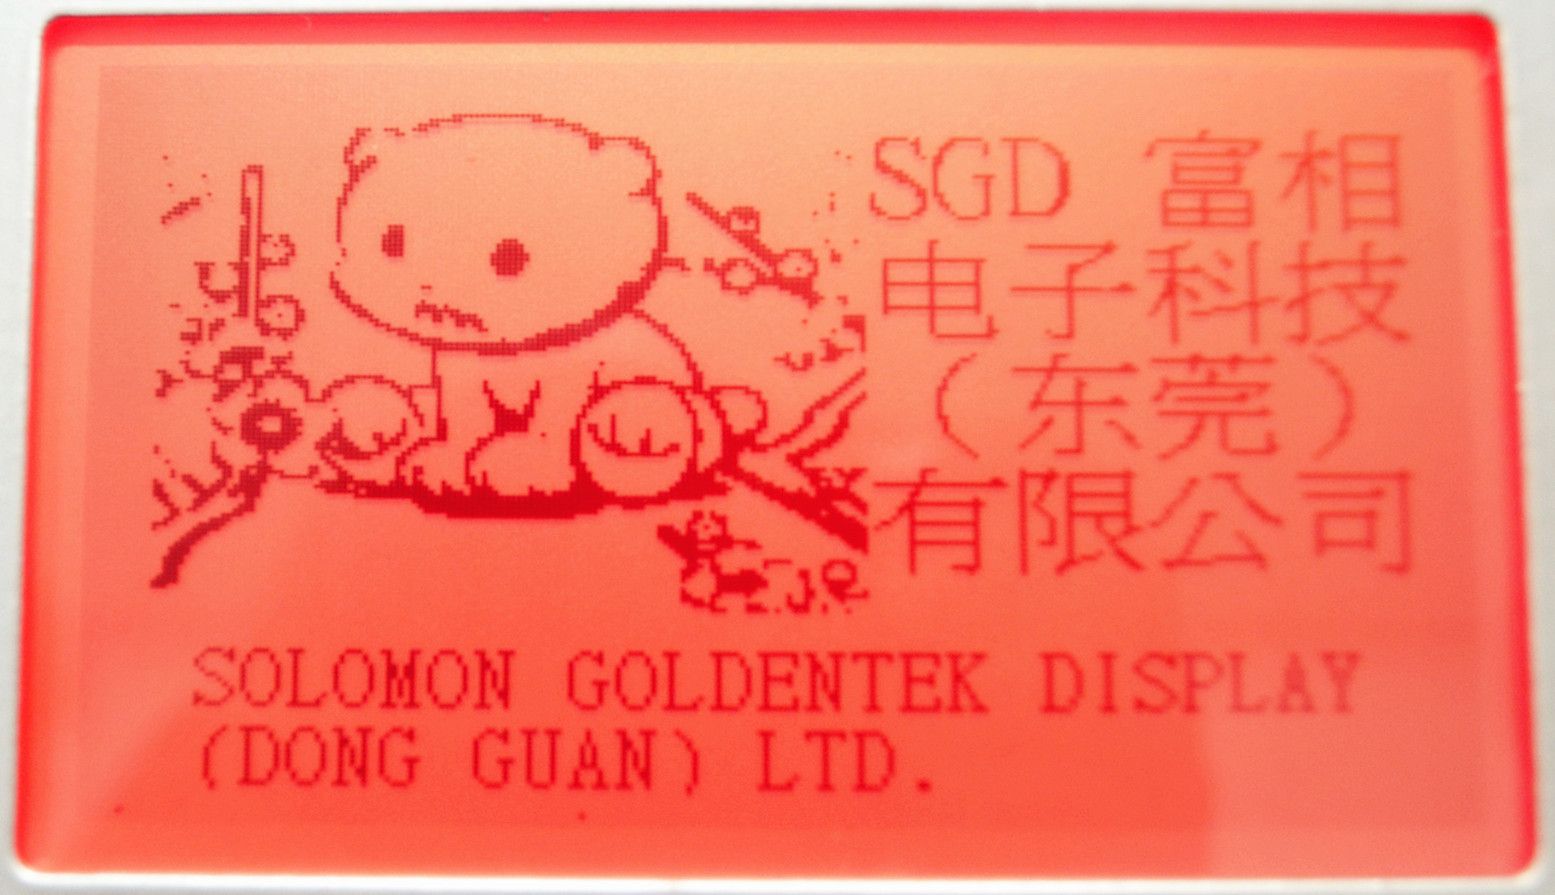 SGD 富相
电子科技
（东莞）
有限公司
SOLOMON GOLDENTEK DISPLAY
(DONG GUAN) LTD.